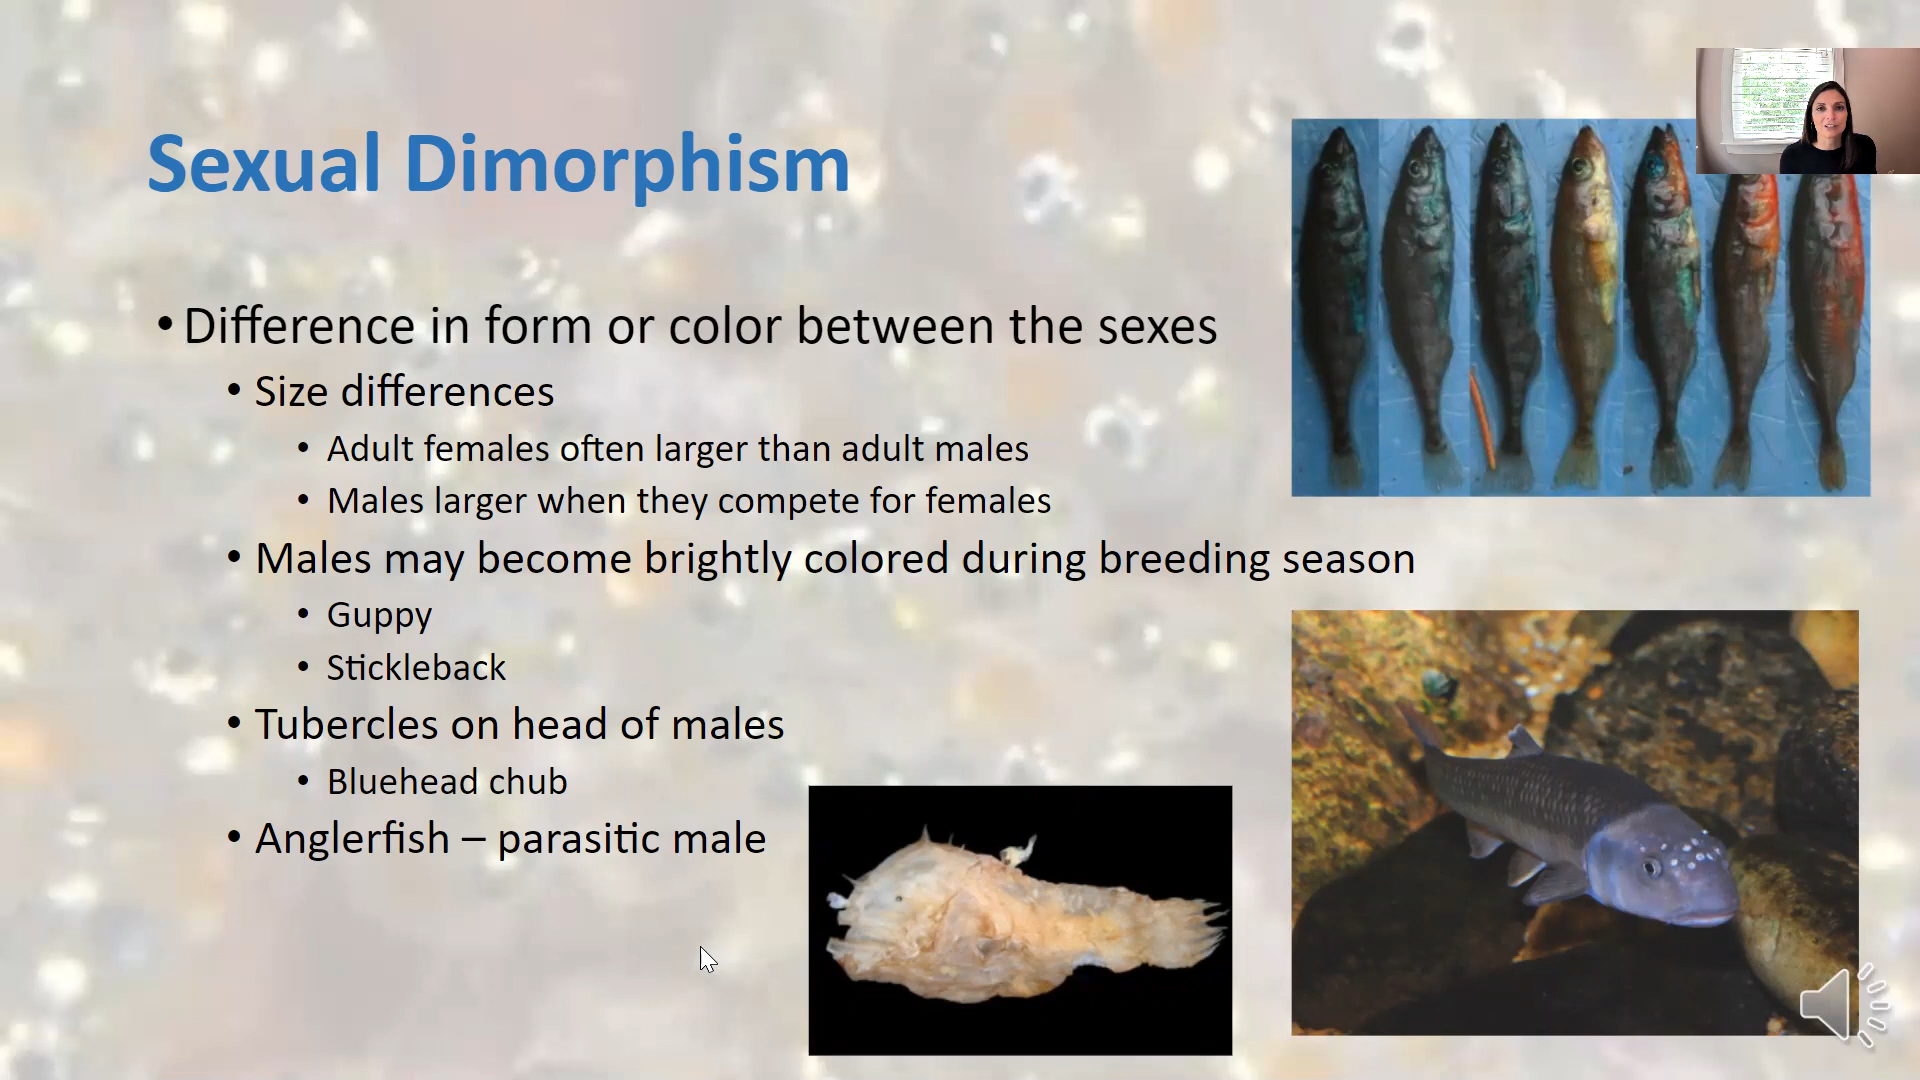 Sexual Dimorphism
• Difference in form or color between the sexes
• Size differences
• Adult females often larger than adult males
• Males larger when they compete for females
• Males may become brightly colored during breeding season
• Guppy
• Stickleback
• Tubercles on head of males
• Bluehead chub
• Anglerfish – parasitic male